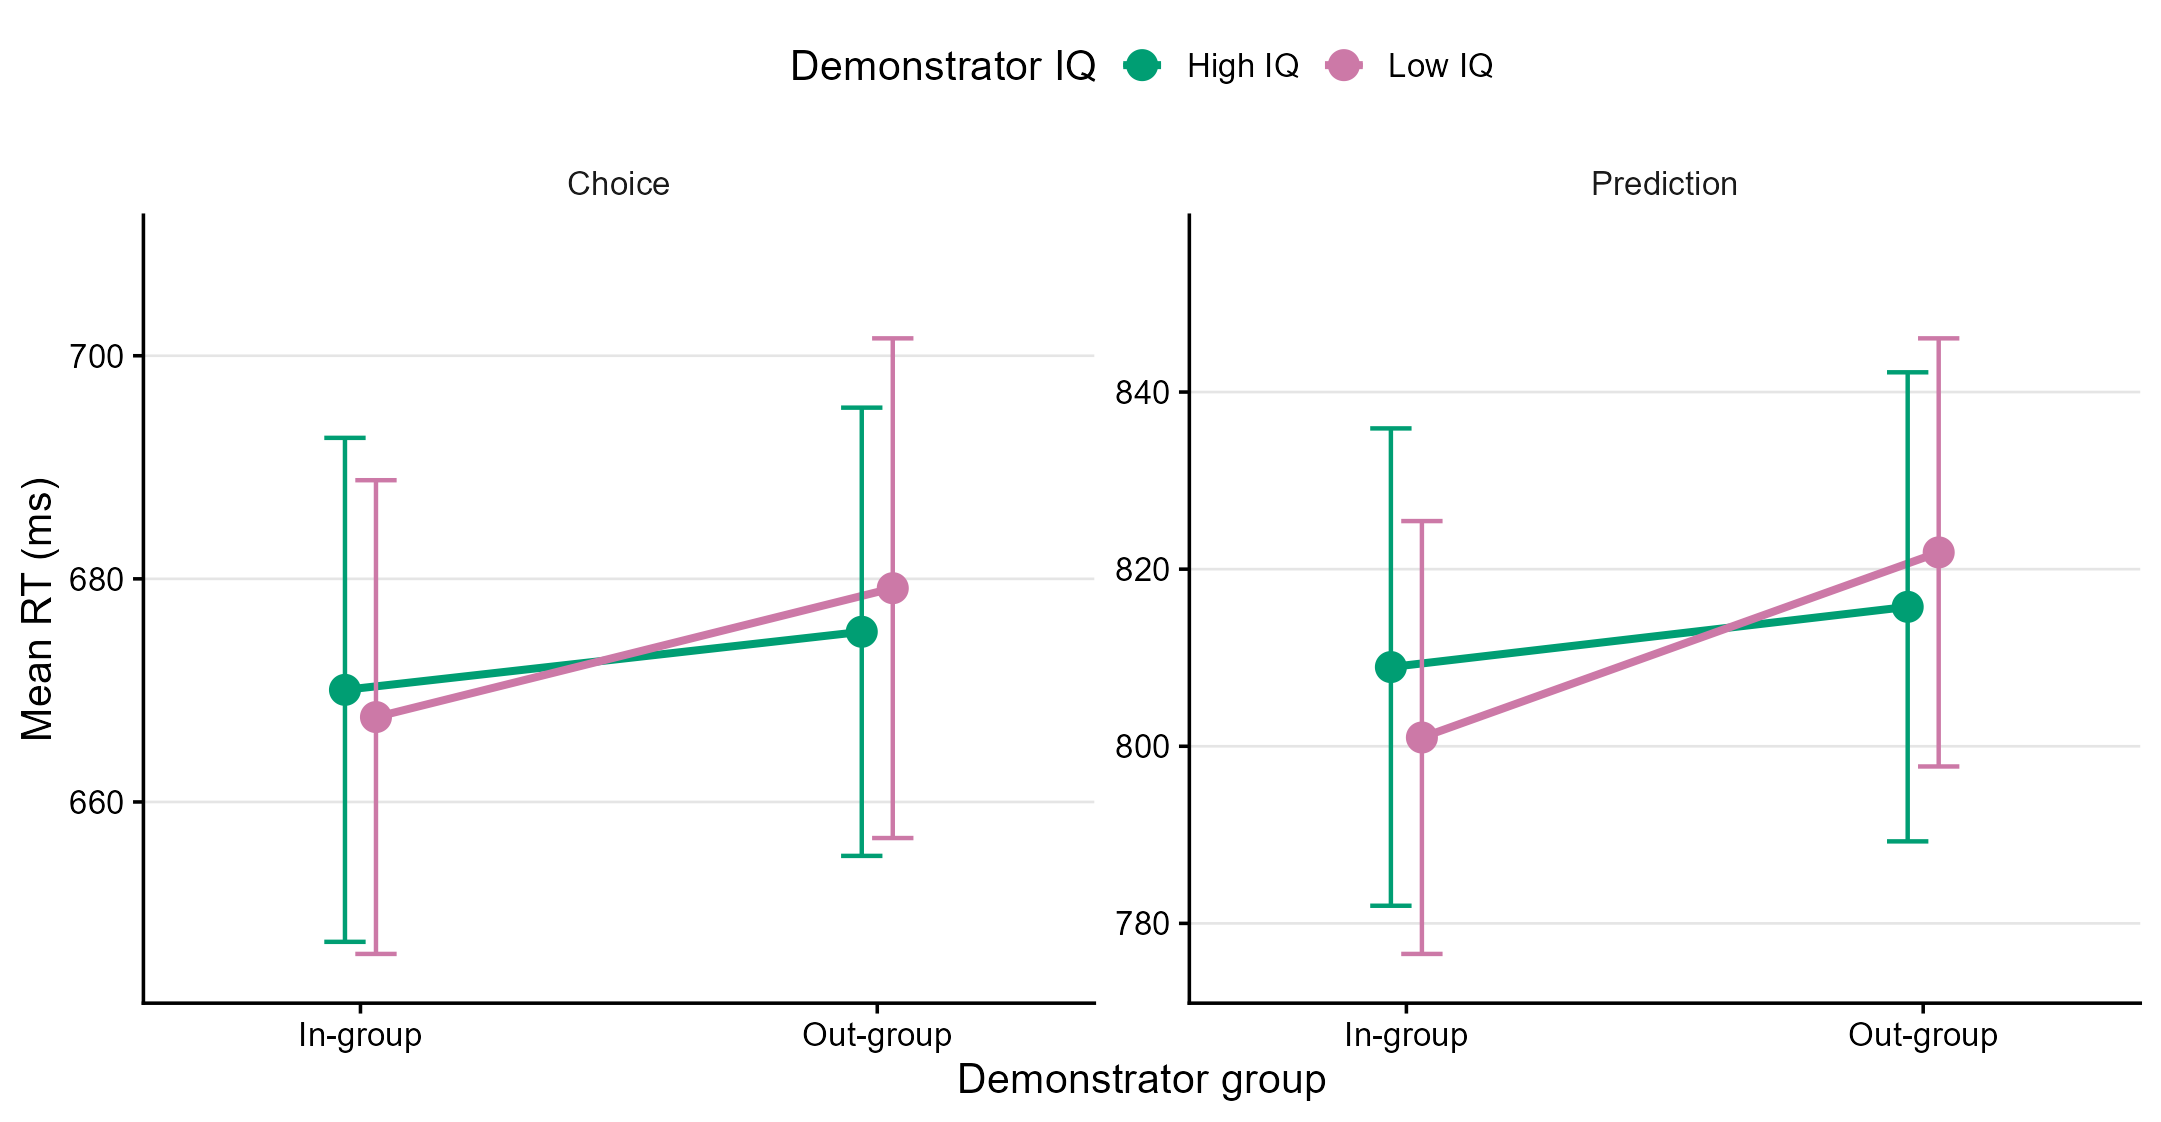 Demonstrator IQ High IQ Low IQ
Choice
Prediction
Mean RT (ms)
700
680
660
840
820
800
780
In-group
Out-group
In-group
Out-group
Demonstrator group